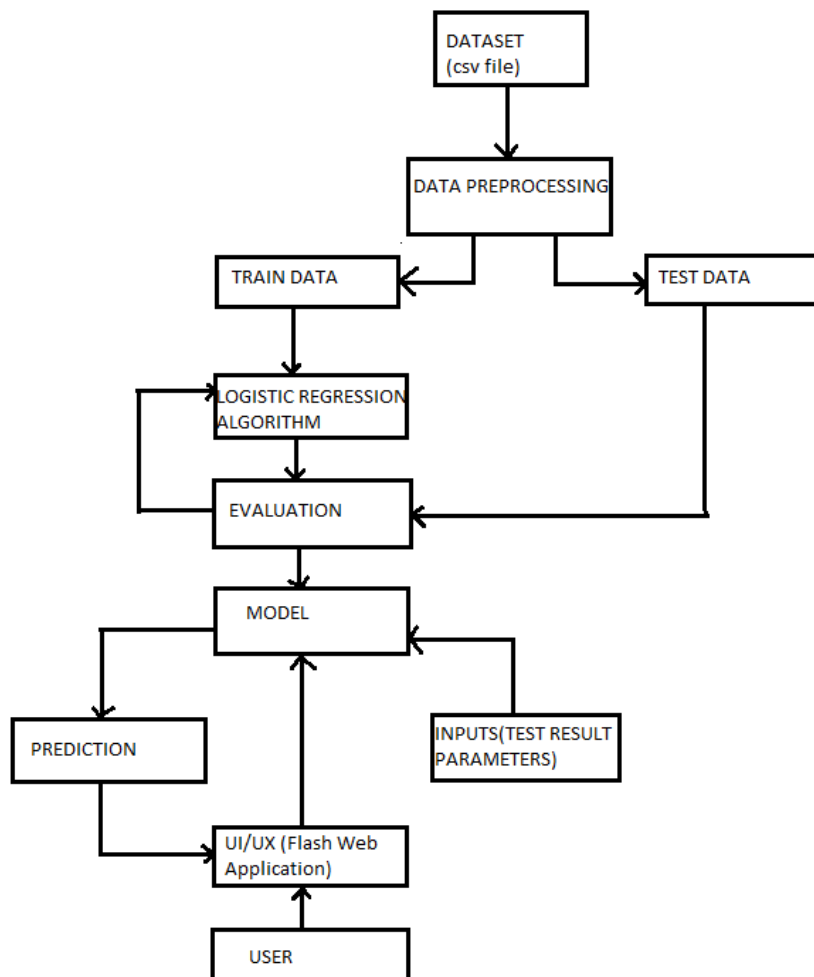 DATASET
(csv file)
DATA PREPROCESSING
TRAIN DATA
TEST DATA
LOGISTIC REGRESSION
ALGORITHM
EVALUATION
MODEL
PREDICTION
INPUTS(TEST RESULT
PARAMETERS)
UI/UX (Flash Web
Application)
USER